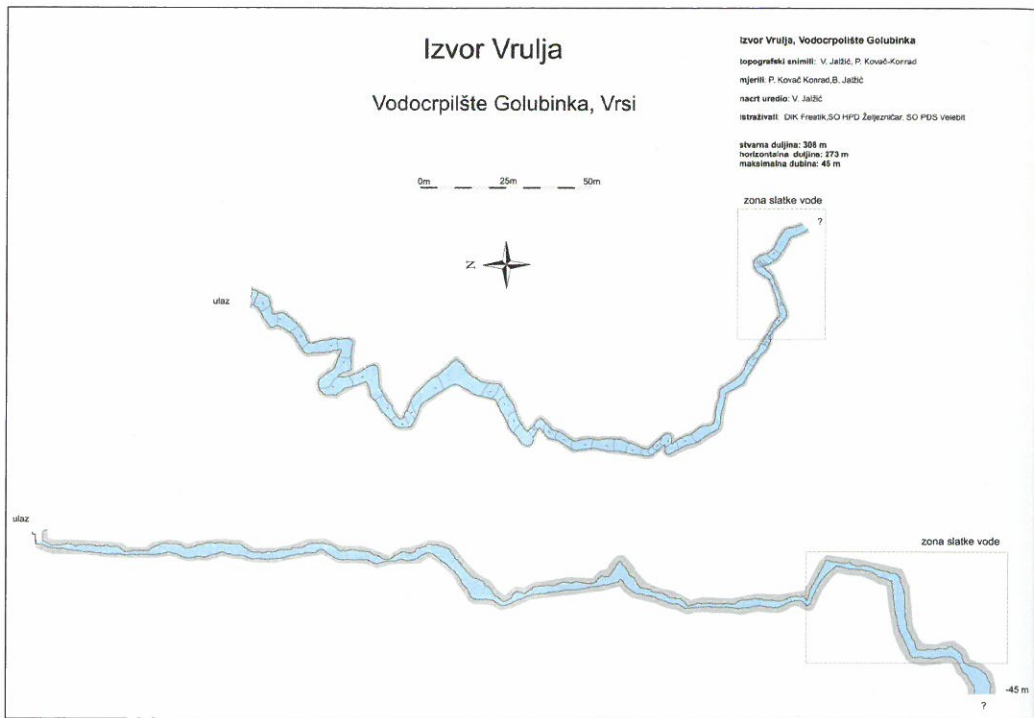 Izvor Vrulja
Vodocrpilšte Golubinka, Vrsi
Izvor Vrulja, Vodocrpolište Golubinka
topografski snimili: V. Jalžić, P. Kovač-Konrad
mjerili: P. Kovač Konrad,B. Jalžić
nacrt uredio: V. Jalžić
istraživali: DIK Freatik,SO HPD Željezničar, SO PDS Velebit
stvarna duljina: 308 m
horizontalna duljina: 273 m
maksimalna dubina: 45 m
0m 25m 50m
zona slatke vode
?
N
ulaz
ulaz
zona slatke vode
-45 m
?